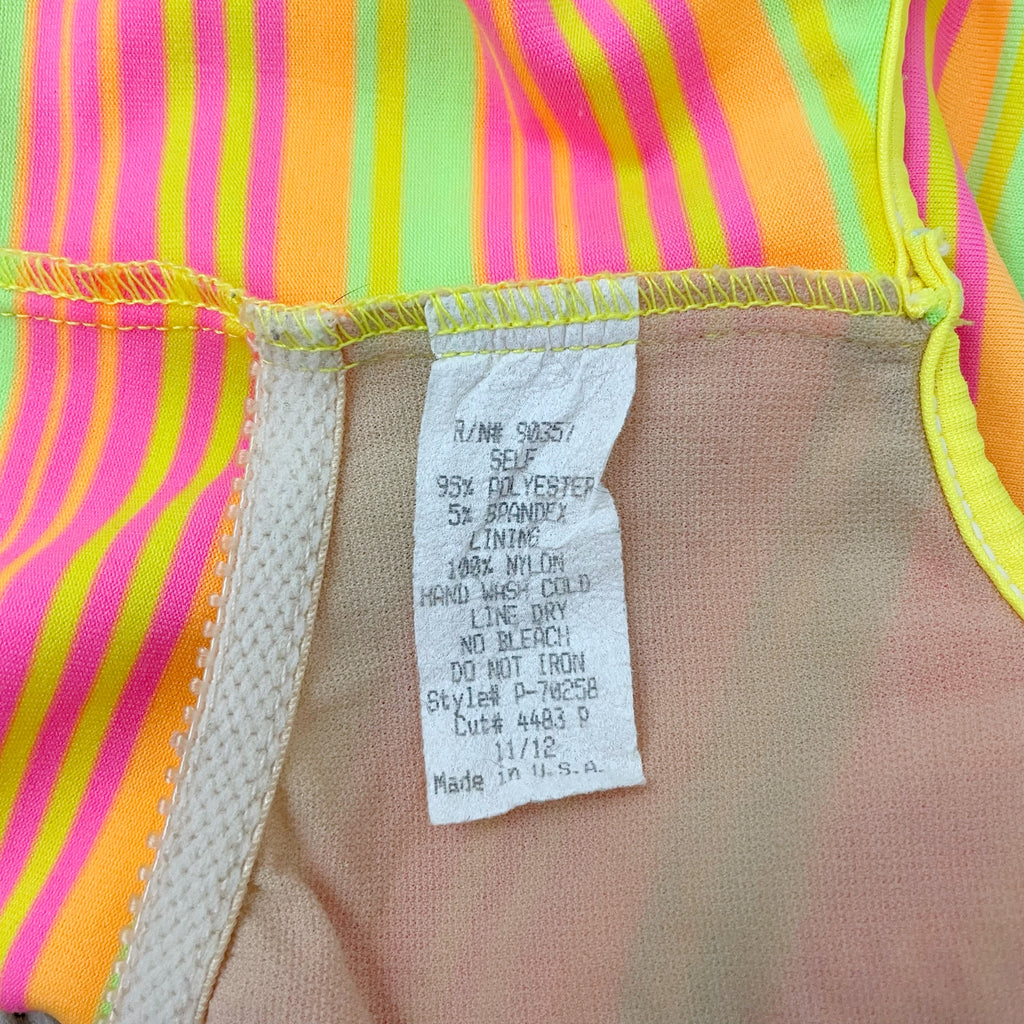 R/N# 90357
SELF
95% POLYESTER
5% SPANDEX
LINING
100% NYLON
HAND WASH COLD
LINE DRY
NO BLEACH
DO NOT IRON
Style# P-70258
Cut# 4483 P
11/12
Made in U.S.A.